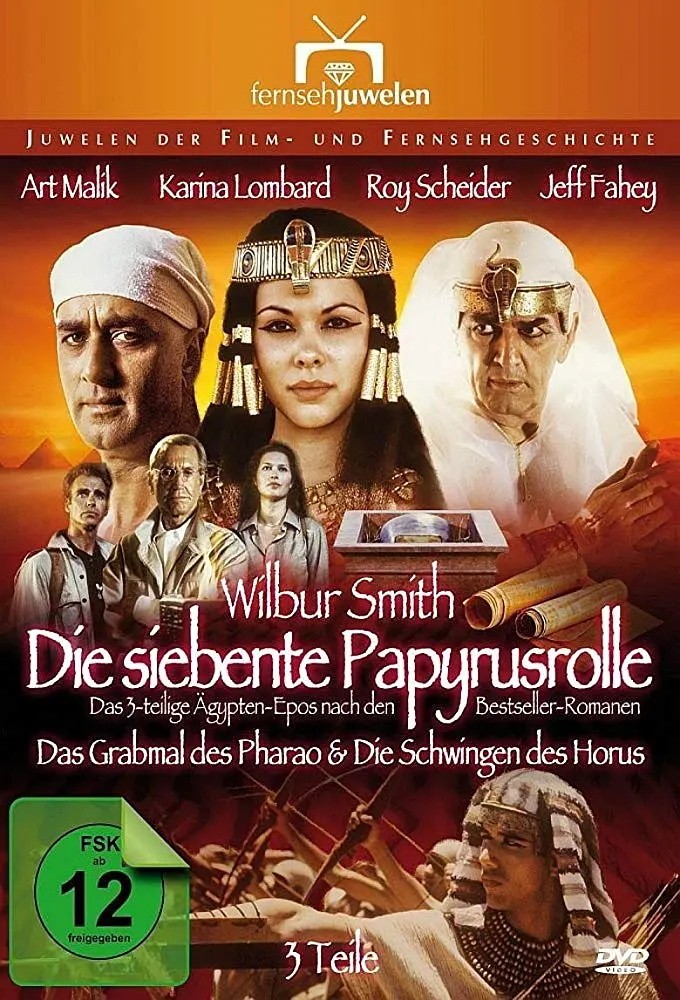 fernsehjuwelen
JUWELEN DER FILM- UND FERNSEHGESCHICHTE
Art Malik Karina Lombard Roy Scheider Jeff Fahey
Wilbur Smith
Die siebente Papyrusrolle
Das 3-teilige Ägypten-Epos nach den Bestseller-Romanen
Das Grabmal des Pharao & Die Schwingen des Horus
FSK
ab
12
freigegeben
3 Teile
DVD
VIDEO